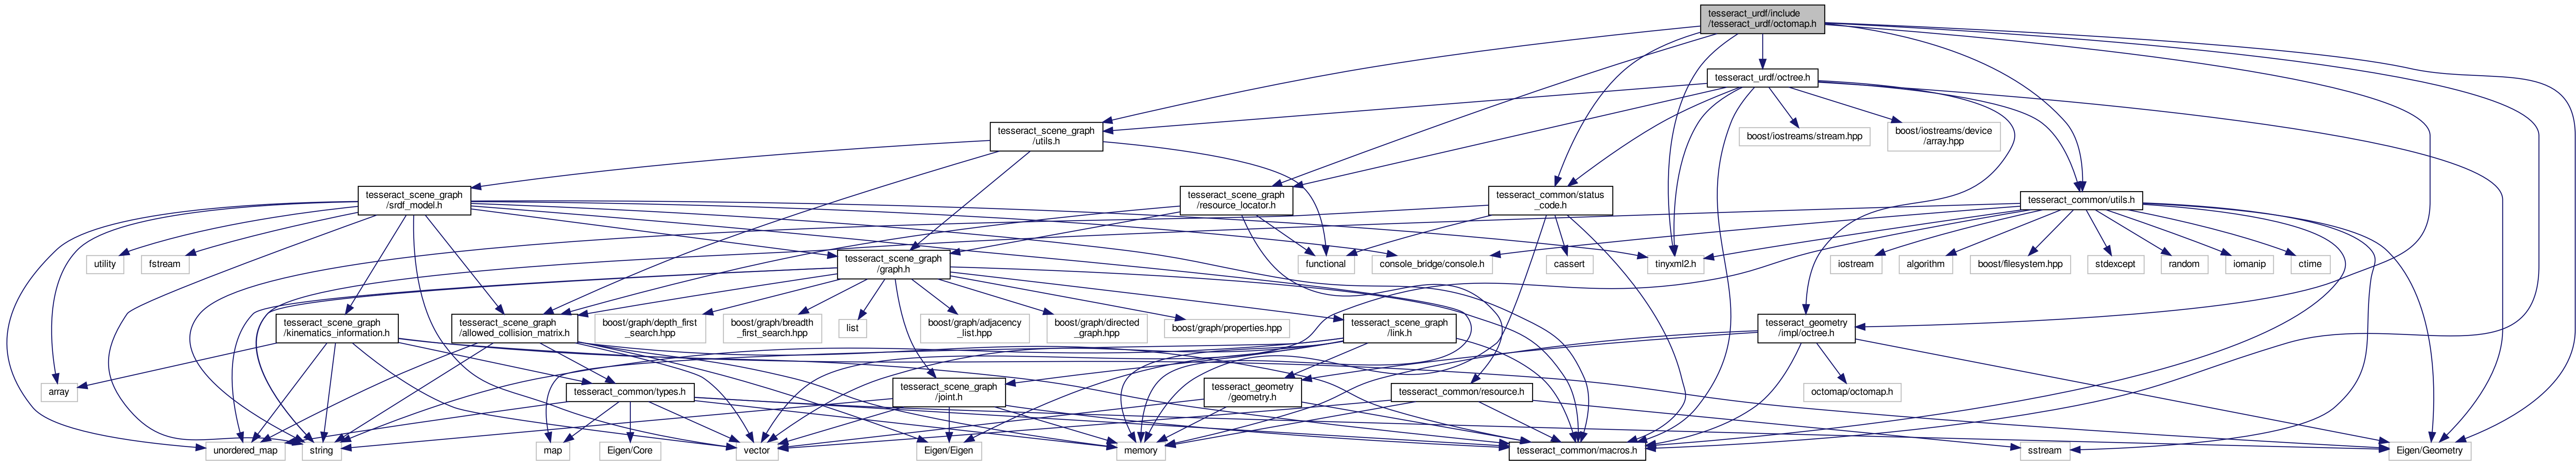 tesseract_urdf/include
/tesseract_urdf/octomap.h
tesseract_urdf/octree.h
tesseract_scene_graph
/utils.h
boost/iostreams/stream.hpp
boost/iostreams/device
/array.hpp
tesseract_scene_graph
/srdf_model.h
tesseract_scene_graph
/resource_locator.h
tesseract_common/status
_code.h
tesseract_common/utils.h
utility
fstream
tesseract_scene_graph
/graph.h
functional
console_bridge/console.h
cassert
tinyxml2.h
iostream
algorithm
boost/filesystem.hpp
stdexcept
random
iomanip
ctime
tesseract_scene_graph
/kinematics_information.h
tesseract_scene_graph
/allowed_collision_matrix.h
boost/graph/depth_first
_search.hpp
boost/graph/breadth
_first_search.hpp
list
boost/graph/adjacency
_list.hpp
boost/graph/directed
_graph.hpp
boost/graph/properties.hpp
tesseract_scene_graph
/link.h
tesseract_geometry
/impl/octree.h
array
tesseract_common/types.h
tesseract_scene_graph
/joint.h
tesseract_geometry
/geometry.h
tesseract_common/resource.h
octomap/octomap.h
unordered_map
string
map
Eigen/Core
vector
Eigen/Eigen
memory
tesseract_common/macros.h
sstream
Eigen/Geometry